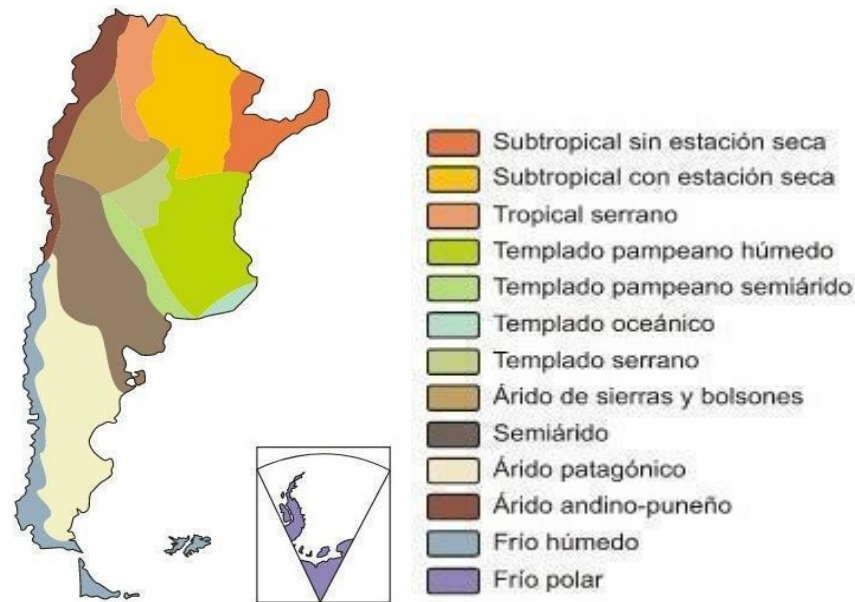 Subtropical sin estación seca
Subtropical con estación seca
Tropical serrano
Templado pampeano húmedo
Templado pampeano semiárido
Templado oceánico
Templado serrano
Árido de sierras y bolsones
Semiárido
Árido patagónico
Árido andino-puneño
Frío húmedo
Frío polar